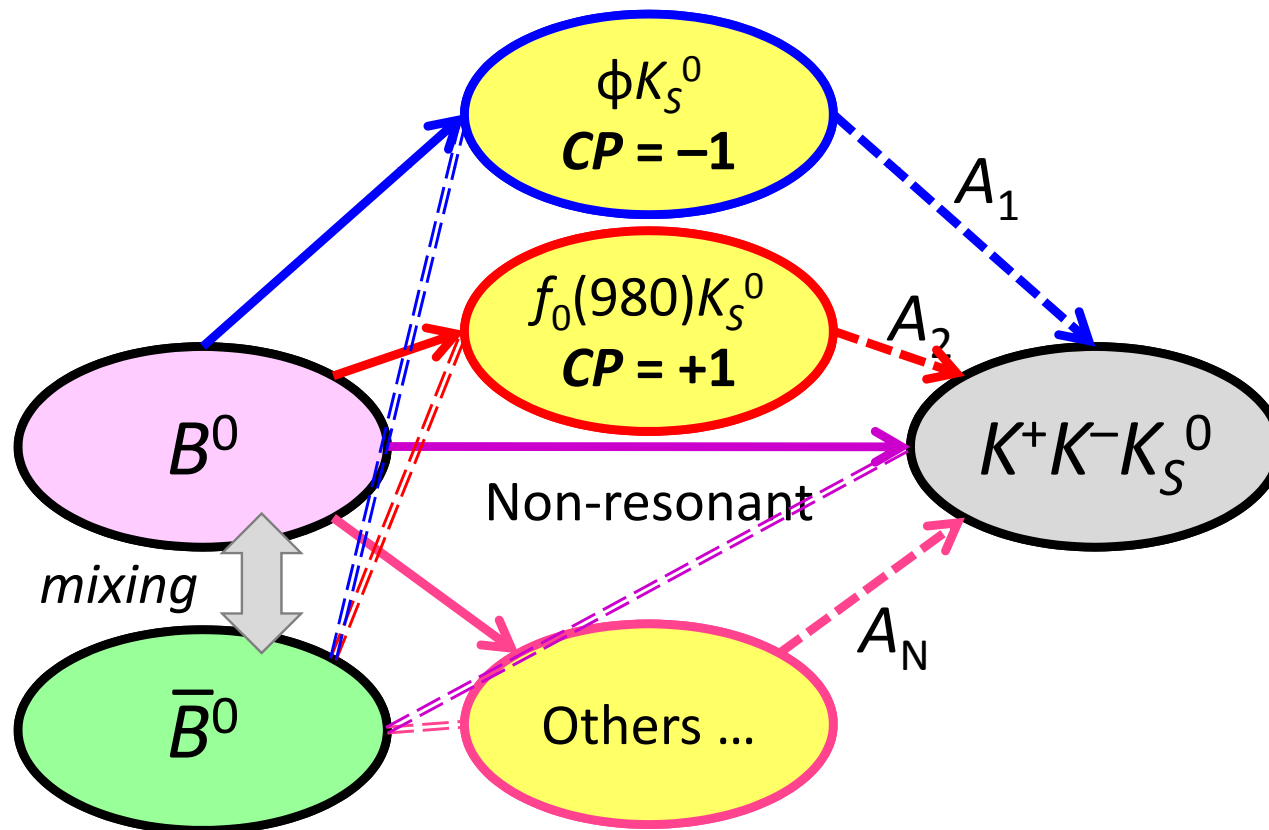 ϕK_S^0
CP = –1
A_1
f_0(980)K_S^0
CP = +1
A_2
B^0
K^+K^–K_S^0
Non-resonant
mixing
A_N
B̅^0
Others ...